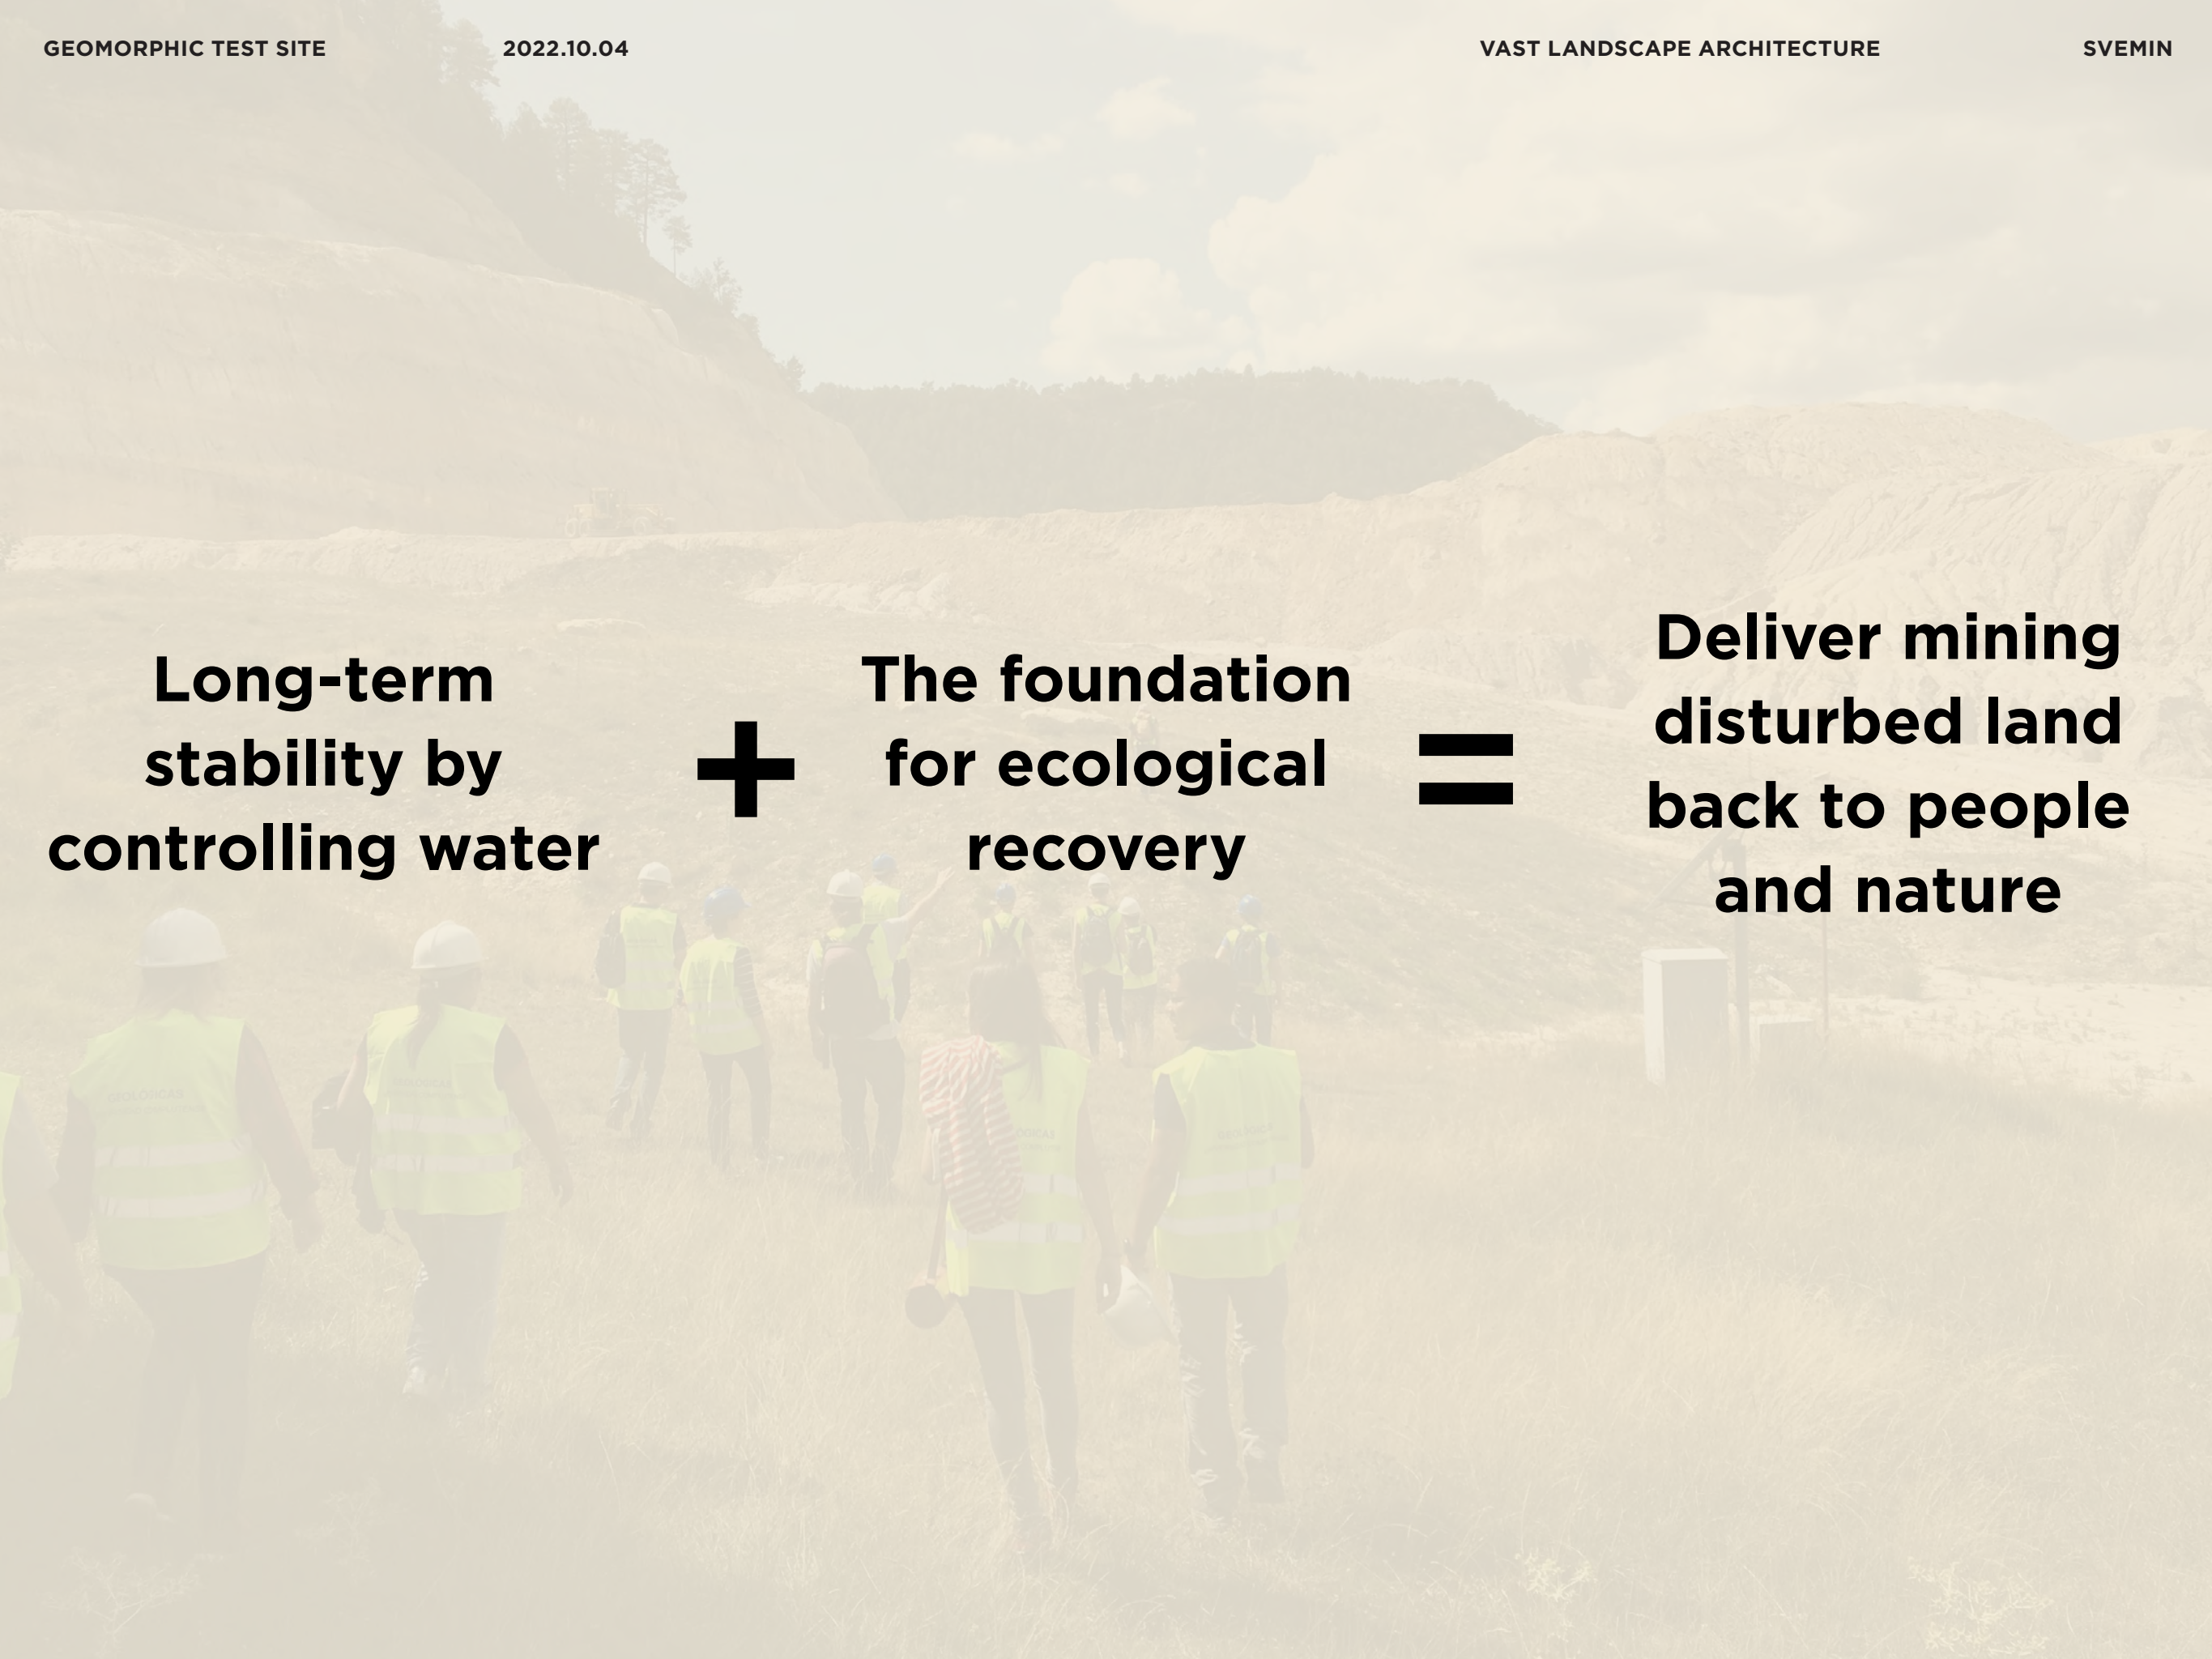 GEOMORPHIC TEST SITE 2022.10.04 VAST LANDSCAPE ARCHITECTURE SVEMIN
Long-term
stability by
controlling water
+
The foundation
for ecological
recovery
=
Deliver mining
disturbed land
back to people
and nature
GEOLOGICAS